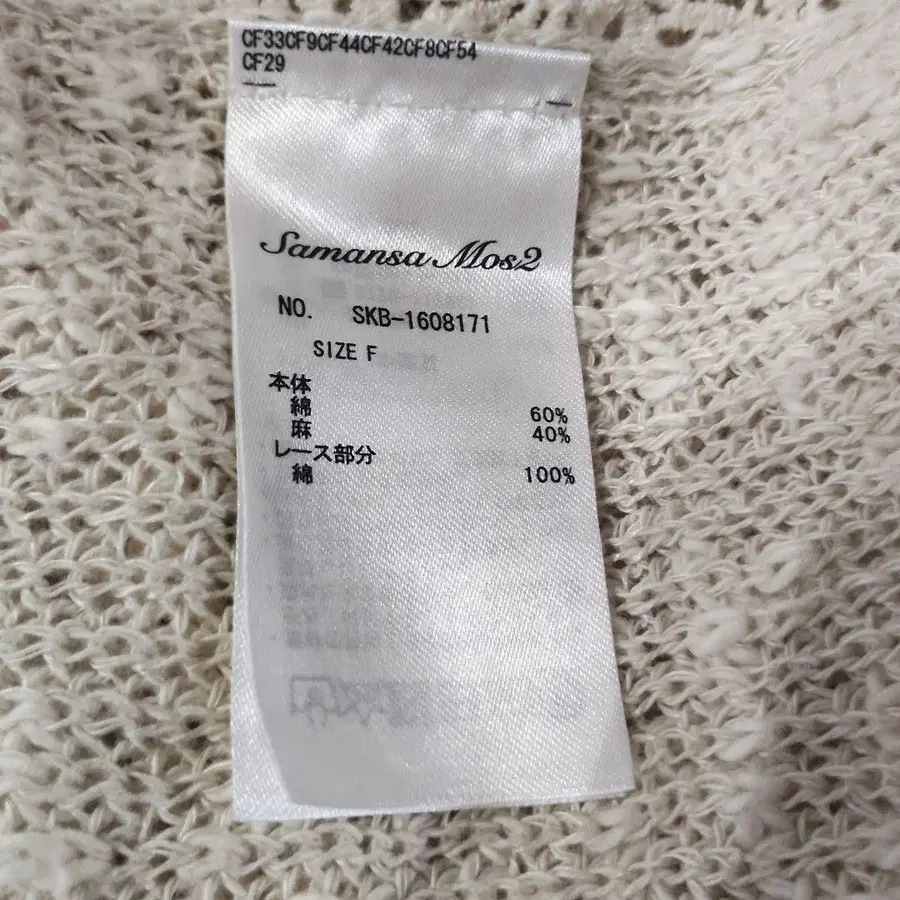 CF33CF9CF44CF42CF8CF54
CF29
Samansa Mos2
NO. SKB-1608171
SIZE F
本体
綿 60%
麻 40%
レース部分
綿 100%